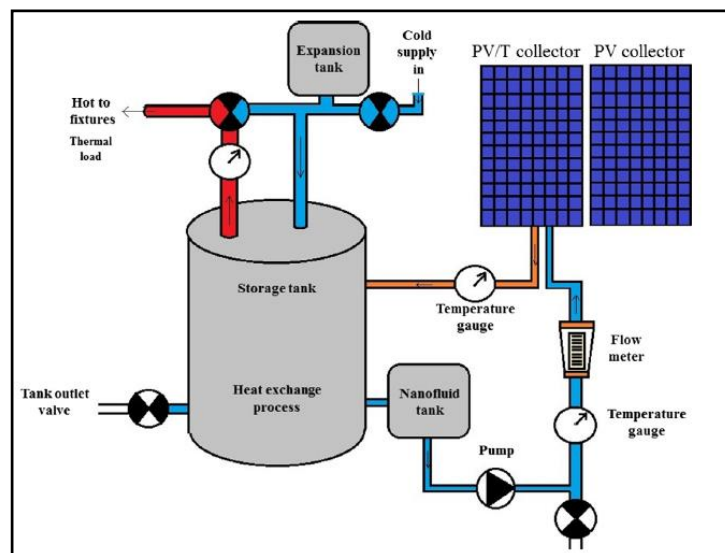 PV/T collector
PV collector
Expansion
tank
Cold
supply
in
Hot to
fixtures
Thermal
load
Storage tank
Temperature
gauge
Flow
meter
Tank outlet
valve
Heat exchange
process
Nanofluid
tank
Temperature
gauge
Pump